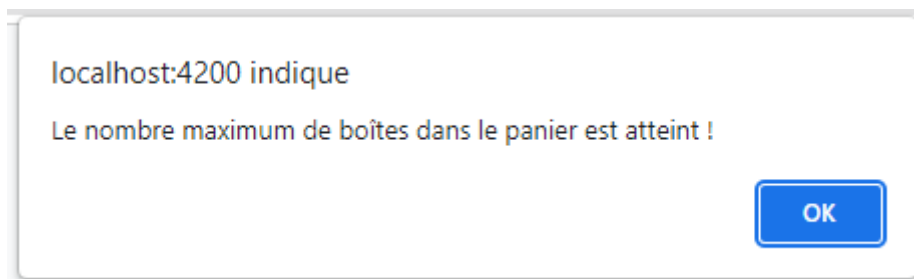 localhost:4200 indique
Le nombre maximum de boîtes dans le panier est atteint !
OK